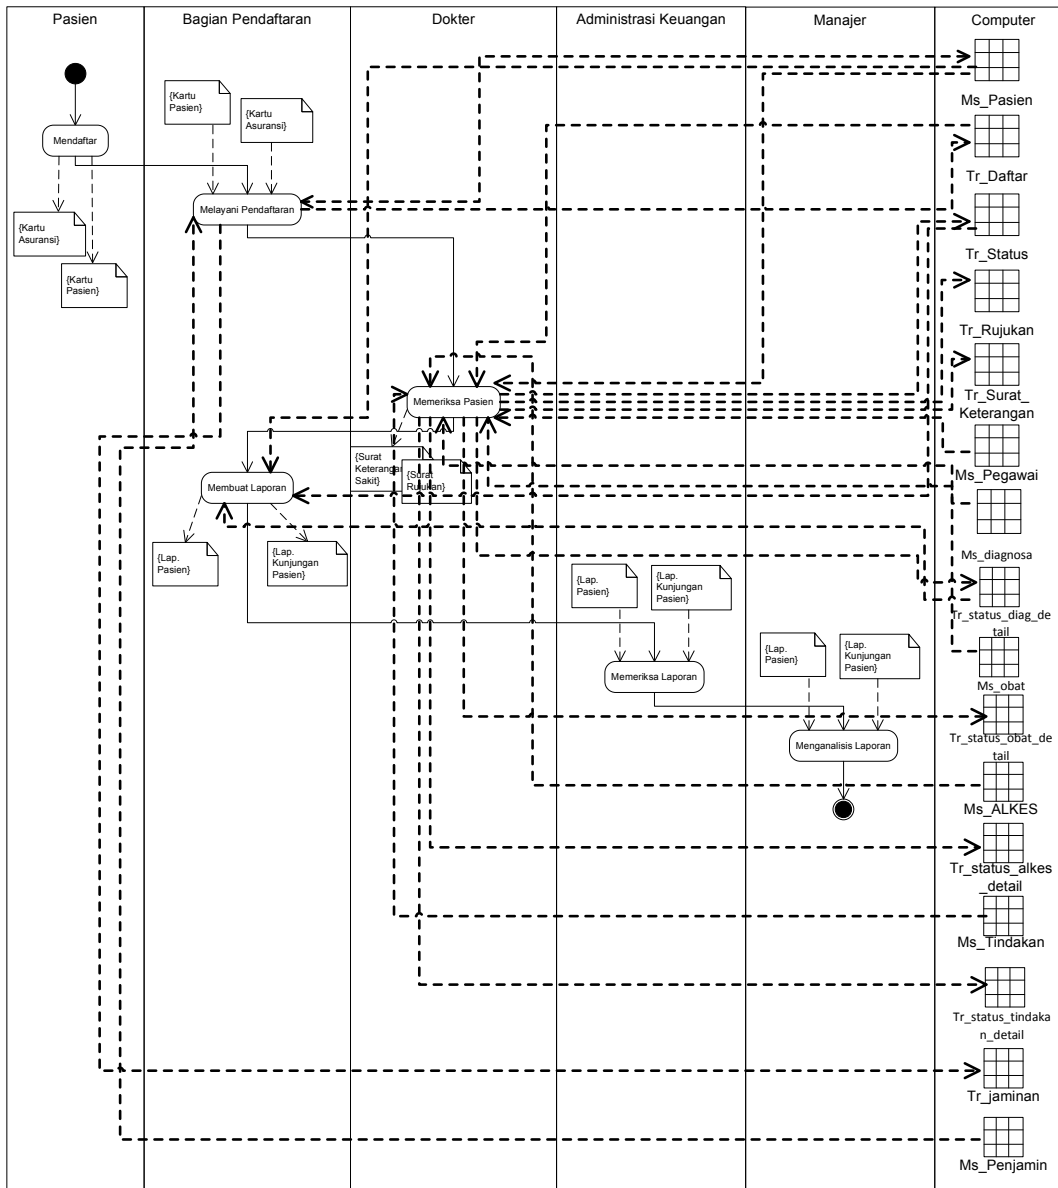 Pasien
Bagian Pendaftaran
Dokter
Administrasi Keuangan
Manajer
Computer
Mendaftar
{Kartu
Asuransi}
{Kartu
Pasien}
{Kartu
Pasien}
{Kartu
Asuransi}
Melayani Pendaftaran
Memeriksa Pasien
{Surat
Keterangan
Sakit}
{Surat
Rujukan}
Membuat Laporan
{Lap.
Pasien}
{Lap.
Kunjungan
Pasien}
{Lap.
Pasien}
{Lap.
Kunjungan
Pasien}
Memeriksa Laporan
{Lap.
Pasien}
{Lap.
Kunjungan
Pasien}
Menganalisis Laporan
Ms_Pasien
Tr_Daftar
Tr_Status
Tr_Rujukan
Tr_Surat_
Keterangan
Ms_Pegawai
Ms_diagnosa
Tr_status_diag_de
tail
Ms_obat
Tr_status_obat_de
tail
Ms_ALKES
Tr_status_alkes
_detail
Ms_Tindakan
Tr_status_tindaka
n_detail
Tr_jaminan
Ms_Penjamin